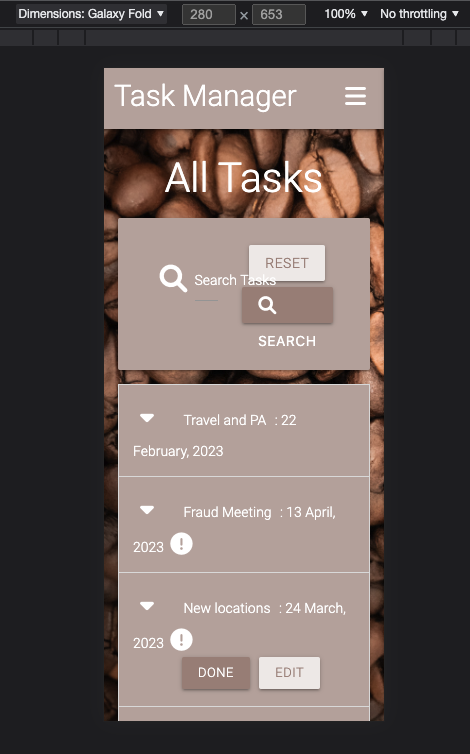 Dimensions: Galaxy Fold ▼ 280 × 653 100% ▼ No throttling ▼
Task Manager
All Tasks
RESET
Search Tasks
SEARCH
Travel and PA : 22
February, 2023
Fraud Meeting : 13 April,
2023
New locations : 24 March,
2023
DONE EDIT